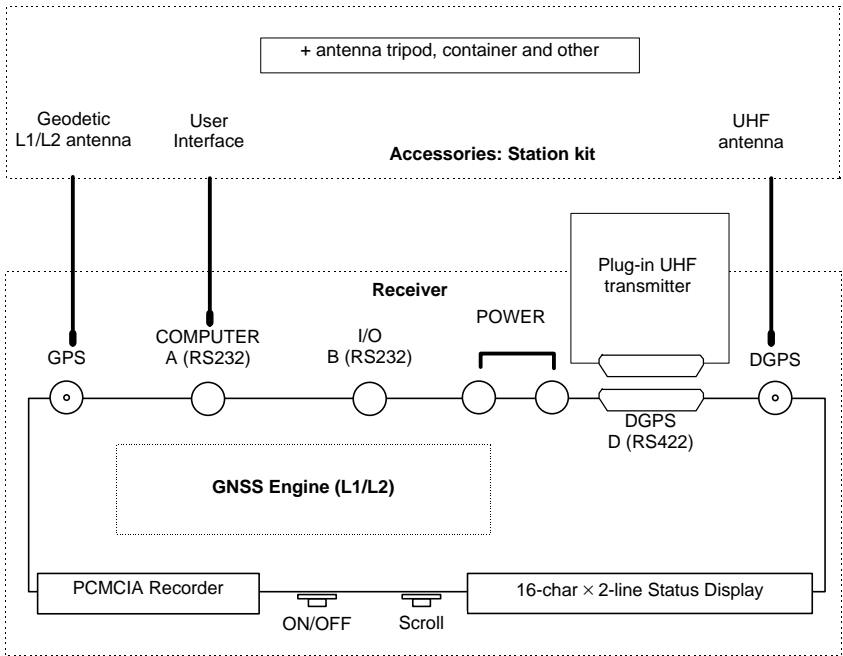 + antenna tripod, container and other
Geodetic
L1/L2 antenna
User
Interface
UHF
antenna
Accessories: Station kit
Plug-in UHF
transmitter
Receiver
POWER
GPS
COMPUTER
A (RS232)
I/O
B (RS232)
DGPS
DGPS
D (RS422)
GNSS Engine (L1/L2)
PCMCIA Recorder
16-char × 2-line Status Display
ON/OFF
Scroll